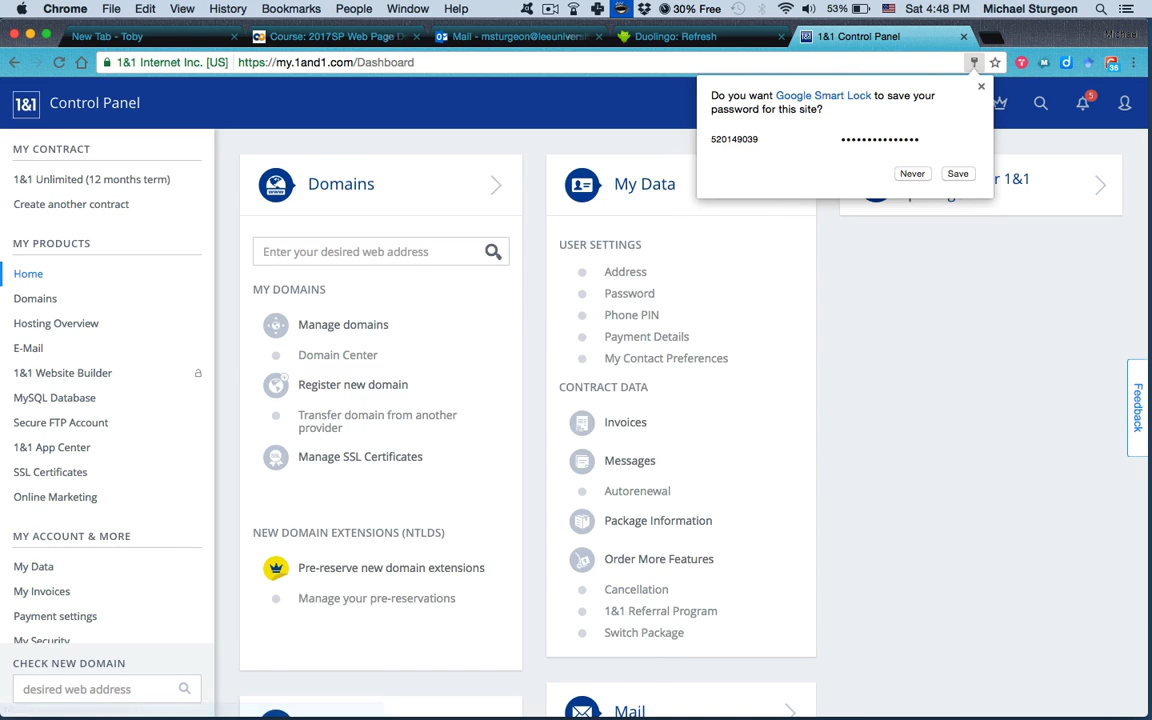 Chrome File Edit View History Bookmarks People Window Help 30% Free 53% Sat 4:48 PM Michael Sturgeon
New Tab - Toby Course: 2017SP Web Page D Mail - msturgeon@leeunivers Duolingo: Refresh 1&1 Control Panel Michael
1&1 Internet Inc. [US] https://my.1and1.com/Dashboard 35
1&1 Control Panel 5
Do you want Google Smart Lock to save your
password for this site?
520149039
Never Save
MY CONTRACT
1&1 Unlimited (12 months term)
Create another contract
MY PRODUCTS
Home
Domains
Hosting Overview
E-Mail
1&1 Website Builder
MySQL Database
Secure FTP Account
1&1 App Center
SSL Certificates
Online Marketing
MY ACCOUNT & MORE
My Data
My Invoices
Payment settings
My Security
CHECK NEW DOMAIN
desired web address
Domains
Enter your desired web address
MY DOMAINS
Manage domains
Domain Center
Register new domain
Transfer domain from another
provider
Manage SSL Certificates
NEW DOMAIN EXTENSIONS (NTLDS)
Pre-reserve new domain extensions
Manage your pre-reservations
My Data
USER SETTINGS
Address
Password
Phone PIN
Payment Details
My Contact Preferences
CONTRACT DATA
Invoices
Messages
Autorenewal
Package Information
Order More Features
Cancellation
1&1 Referral Program
Switch Package
Mail
r 1&1
Feedback